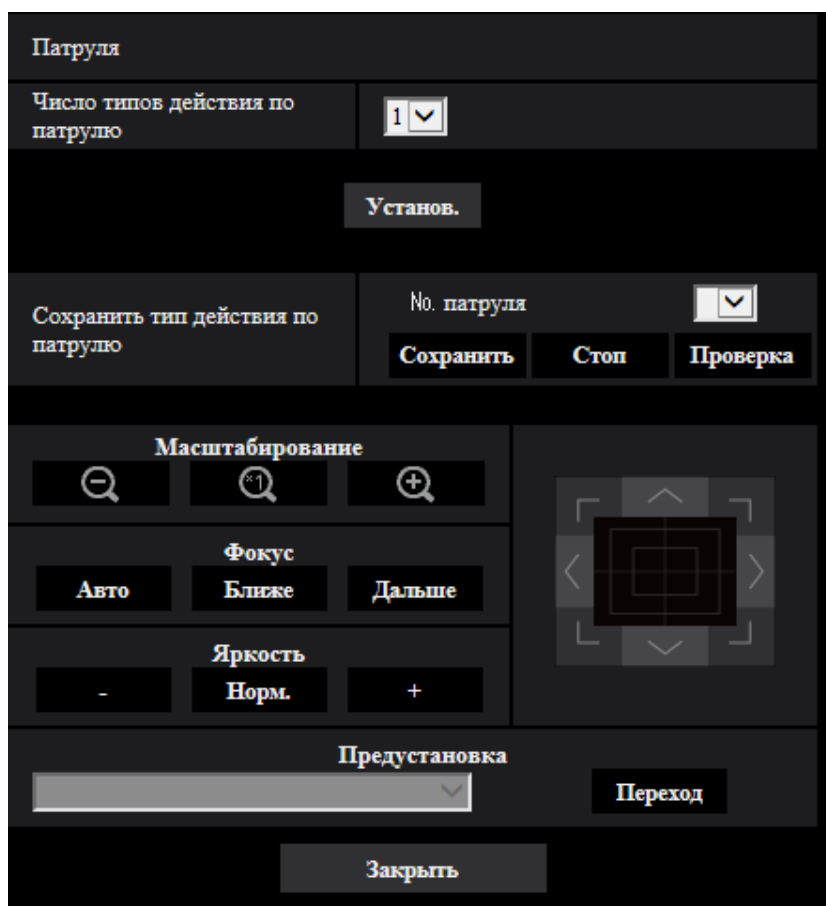 Патруля
Число типов действия по
патрулю
1
Установ.
Сохранить тип действия по
патрулю
No. патруля
Сохранить Стоп Проверка
Масштабирование
×1
Фокус
Авто Ближе Дальше
Яркость
- Норм. +
Предустановка
Переход
Закрыть